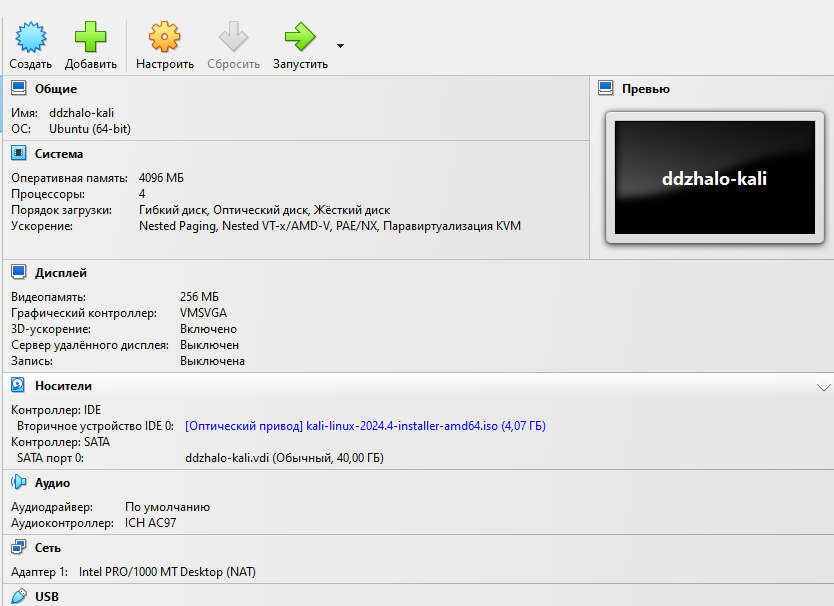 Создать Добавить Настроить Сбросить Запустить
Общие
Имя: ddzhalo-kali
ОС: Ubuntu (64-bit)
Превью
ddzhalo-kali
Система
Оперативная память: 4096 МБ
Процессоры: 4
Порядок загрузки: Гибкий диск, Оптический диск, Жёсткий диск
Ускорение: Nested Paging, Nested VT-x/AMD-V, PAE/NX, Паравиртуализация KVM
Дисплей
Видеопамять: 256 МБ
Графический контроллер: VMSVGA
3D-ускорение: Включено
Сервер удалённого дисплея: Выключен
Запись: Выключена
Носители
Контроллер: IDE
Вторичное устройство IDE 0: [Оптический привод] kali-linux-2024.4-installer-amd64.iso (4,07 ГБ)
Контроллер: SATA
SATA порт 0: ddzhalo-kali.vdi (Обычный, 40,00 ГБ)
Аудио
Аудиодрайвер: По умолчанию
Аудиоконтроллер: ICH AC97
Сеть
Адаптер 1: Intel PRO/1000 MT Desktop (NAT)
USB